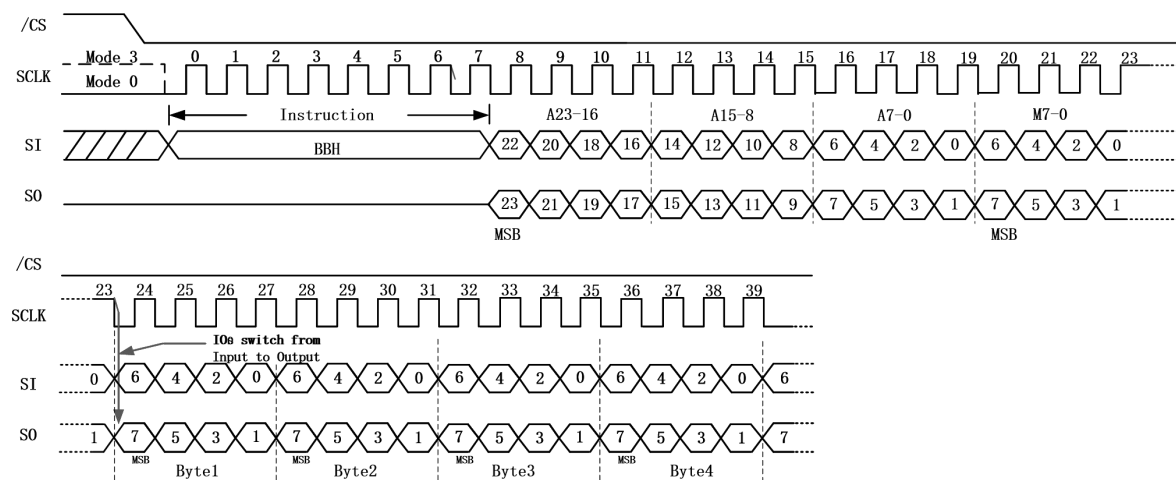 /CS
Mode 3 0 1 2 3 4 5 6 7 8 9 10 11 12 13 14 15 16 17 18 19 20 21 22 23
SCLK
Mode 0
Instruction A23-16 A15-8 A7-0 M7-0
SI BBH 22 20 18 16 14 12 10 8 6 4 2 0 6 4 2 0
SO 23 21 19 17 15 13 11 9 7 5 3 1 7 5 3 1
MSB MSB
/CS
23 24 25 26 27 28 29 30 31 32 33 34 35 36 37 38 39
SCLK
IOs switch from
Input to Output
SI 0 6 4 2 0 6 4 2 0 6 4 2 0 6 4 2 0 6
SO 1 7 5 3 1 7 5 3 1 7 5 3 1 7 5 3 1 7
MSB MSB MSB MSB
Byte1 Byte2 Byte3 Byte4